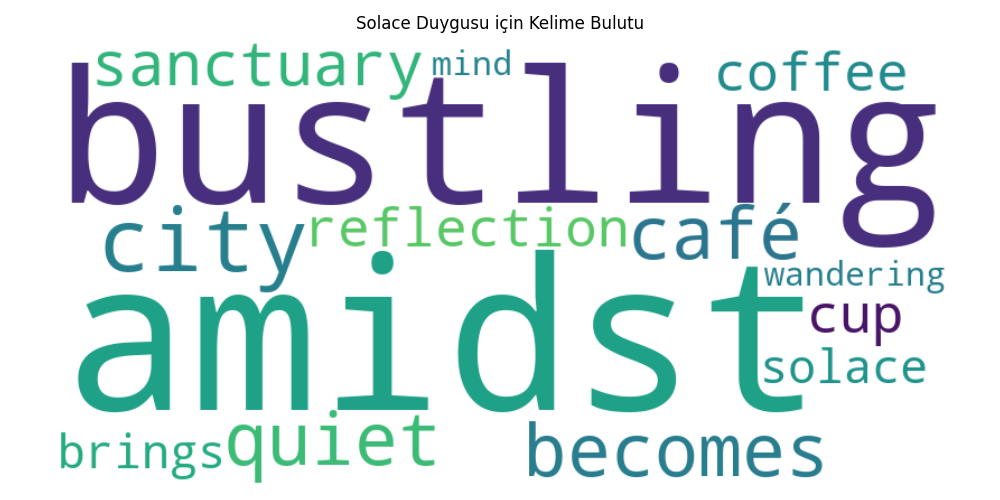 Solace Duygusu için Kelime Bulutu
sanctuary mind coffee
bustling
city reflection café
amidst wandering
cup
solace
brings quiet becomes